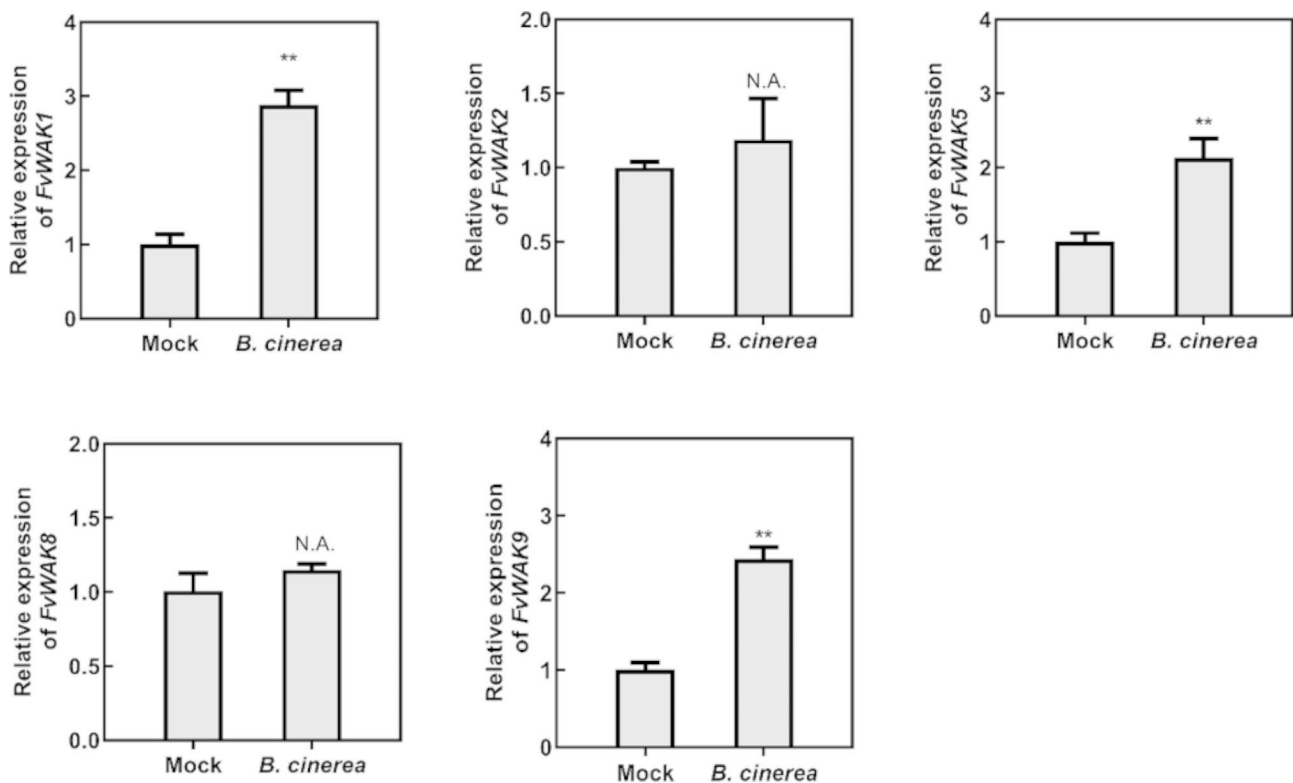 Relative expression
of FvWAK1
4
3
2
1
0
**
Mock
B. cinerea
Relative expression
of FvWAK2
2.0
1.5
1.0
0.5
0.0
N.A.
Mock
B. cinerea
Relative expression
of FvWAK5
4
3
2
1
0
**
Mock
B. cinerea
Relative expression
of FvWAK8
2.0
1.5
1.0
0.5
0.0
N.A.
Mock
B. cinerea
Relative expression
of FvWAK9
4
3
2
1
0
**
Mock
B. cinerea